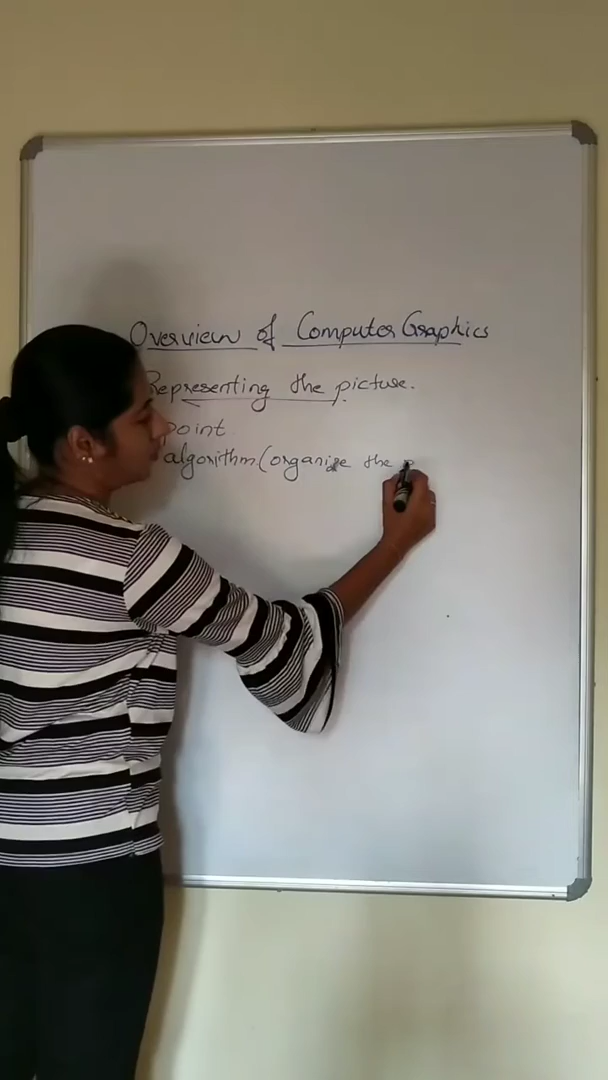 Overview of Computer Graphics
Representing the picture.
point
algorithm (organize the